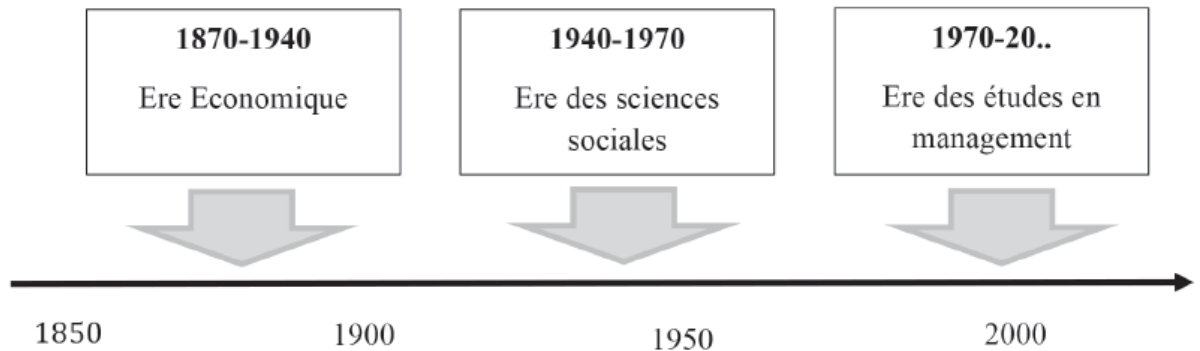 1870-1940
Ere Economique
1940-1970
Ere des sciences
sociales
1970-20..
Ere des études en
management
1850
1900
1950
2000